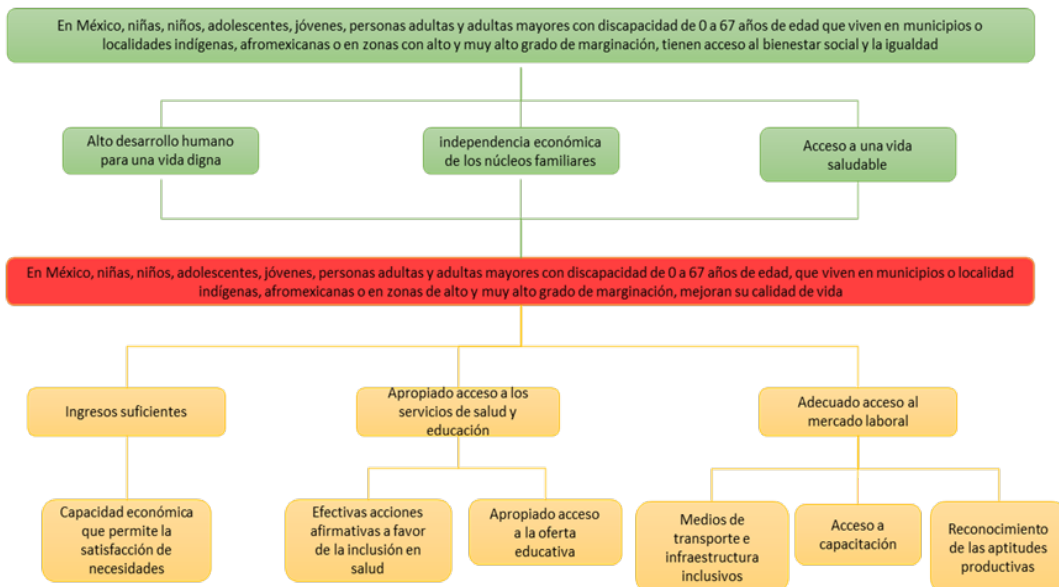 En México, niñas, niños, adolescentes, jóvenes, personas adultas y adultas mayores con discapacidad de 0 a 67 años de edad que viven en municipios o
localidades indígenas, afromexicanas o en zonas con alto y muy alto grado de marginación, tienen acceso al bienestar social y la igualdad
Alto desarrollo humano
para una vida digna
independencia económica
de los núcleos familiares
Acceso a una vida
saludable
En México, niñas, niños, adolescentes, jóvenes, personas adultas y adultas mayores con discapacidad de 0 a 67 años de edad, que viven en municipios o localidad
indígenas, afromexicanas o en zonas de alto y muy alto grado de marginación, mejoran su calidad de vida
Ingresos suficientes
Apropiado acceso a los
servicios de salud y
educación
Adecuado acceso al
mercado laboral
Capacidad económica
que permite la
satisfacción de
necesidades
Efectivas acciones
afirmativas a favor
de la inclusión en
salud
Apropiado acceso
a la oferta
educativa
Medios de
transporte e
infraestructura
inclusivos
Acceso a
capacitación
Reconocimiento
de las aptitudes
productivas